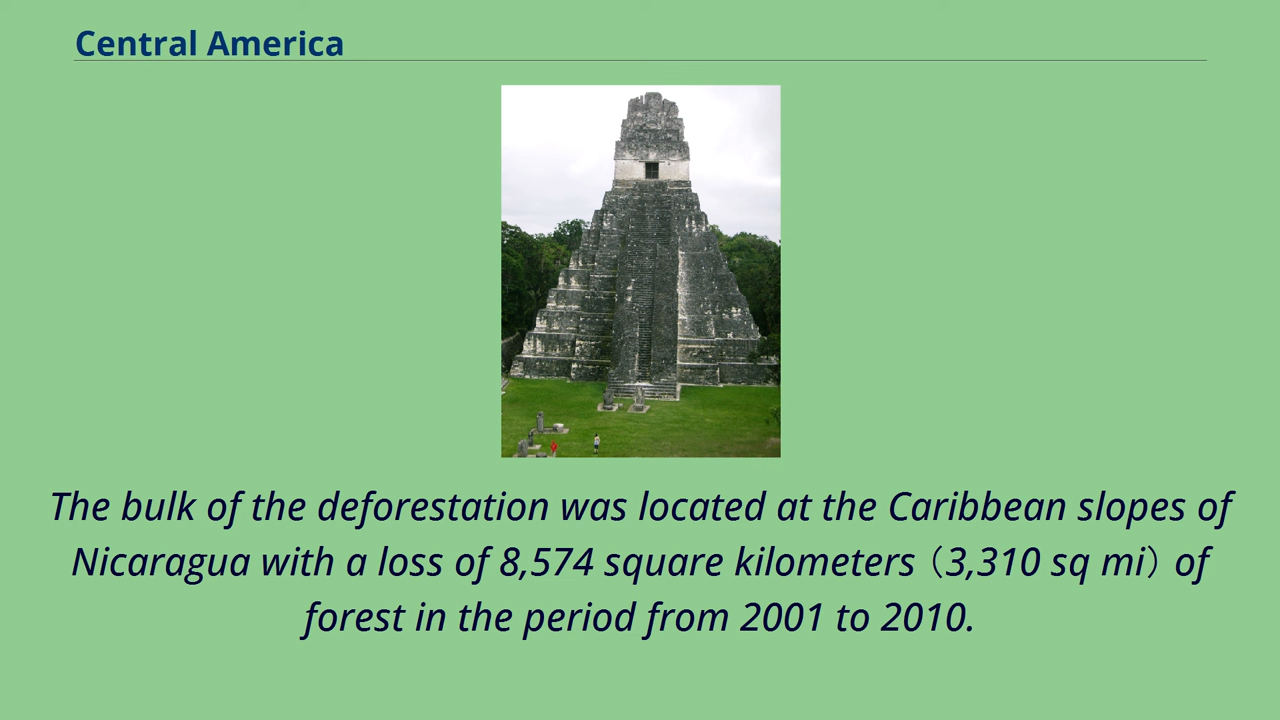 Central America
The bulk of the deforestation was located at the Caribbean slopes of
Nicaragua with a loss of 8,574 square kilometers（3,310 sq mi）of
forest in the period from 2001 to 2010.